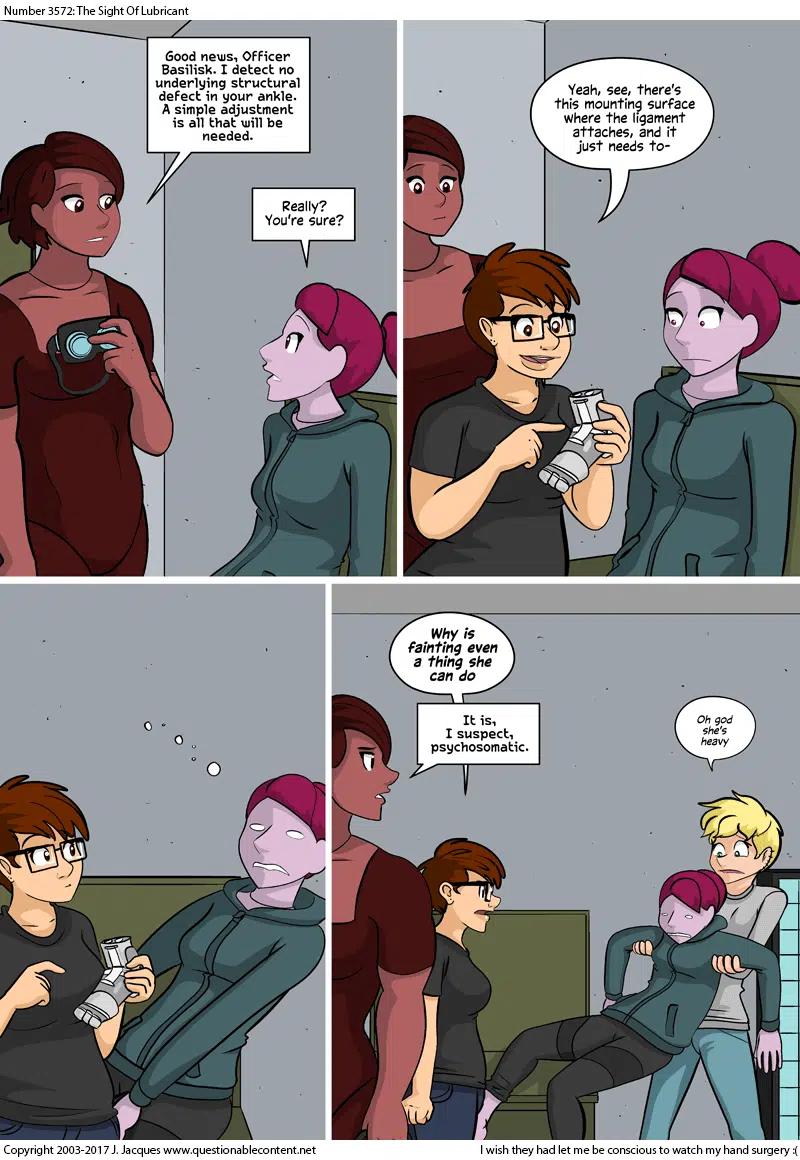 Number 3572: The Sight Of Lubricant
Good news, Officer
Basilisk. I detect no
underlying structural
defect in your ankle.
A simple adjustment
is all that will be
needed.
Really?
You're sure?
Yeah, see, there's
this mounting surface
where the ligament
attaches, and it
just needs to-
Why is
fainting even
a thing she
can do
It is,
I suspect,
psychosomatic.
Oh god
she's
heavy
Copyright 2003-2017 J. Jacques www.questionablecontent.net
I wish they had let me be conscious to watch my hand surgery :(